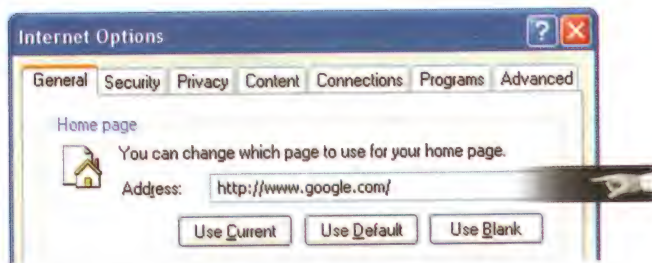 Internet Options
General Security Privacy Content Connections Programs Advanced
Home page
You can change which page to use for your home page.
Address: http://www.google.com/
Use Current Use Default Use Blank